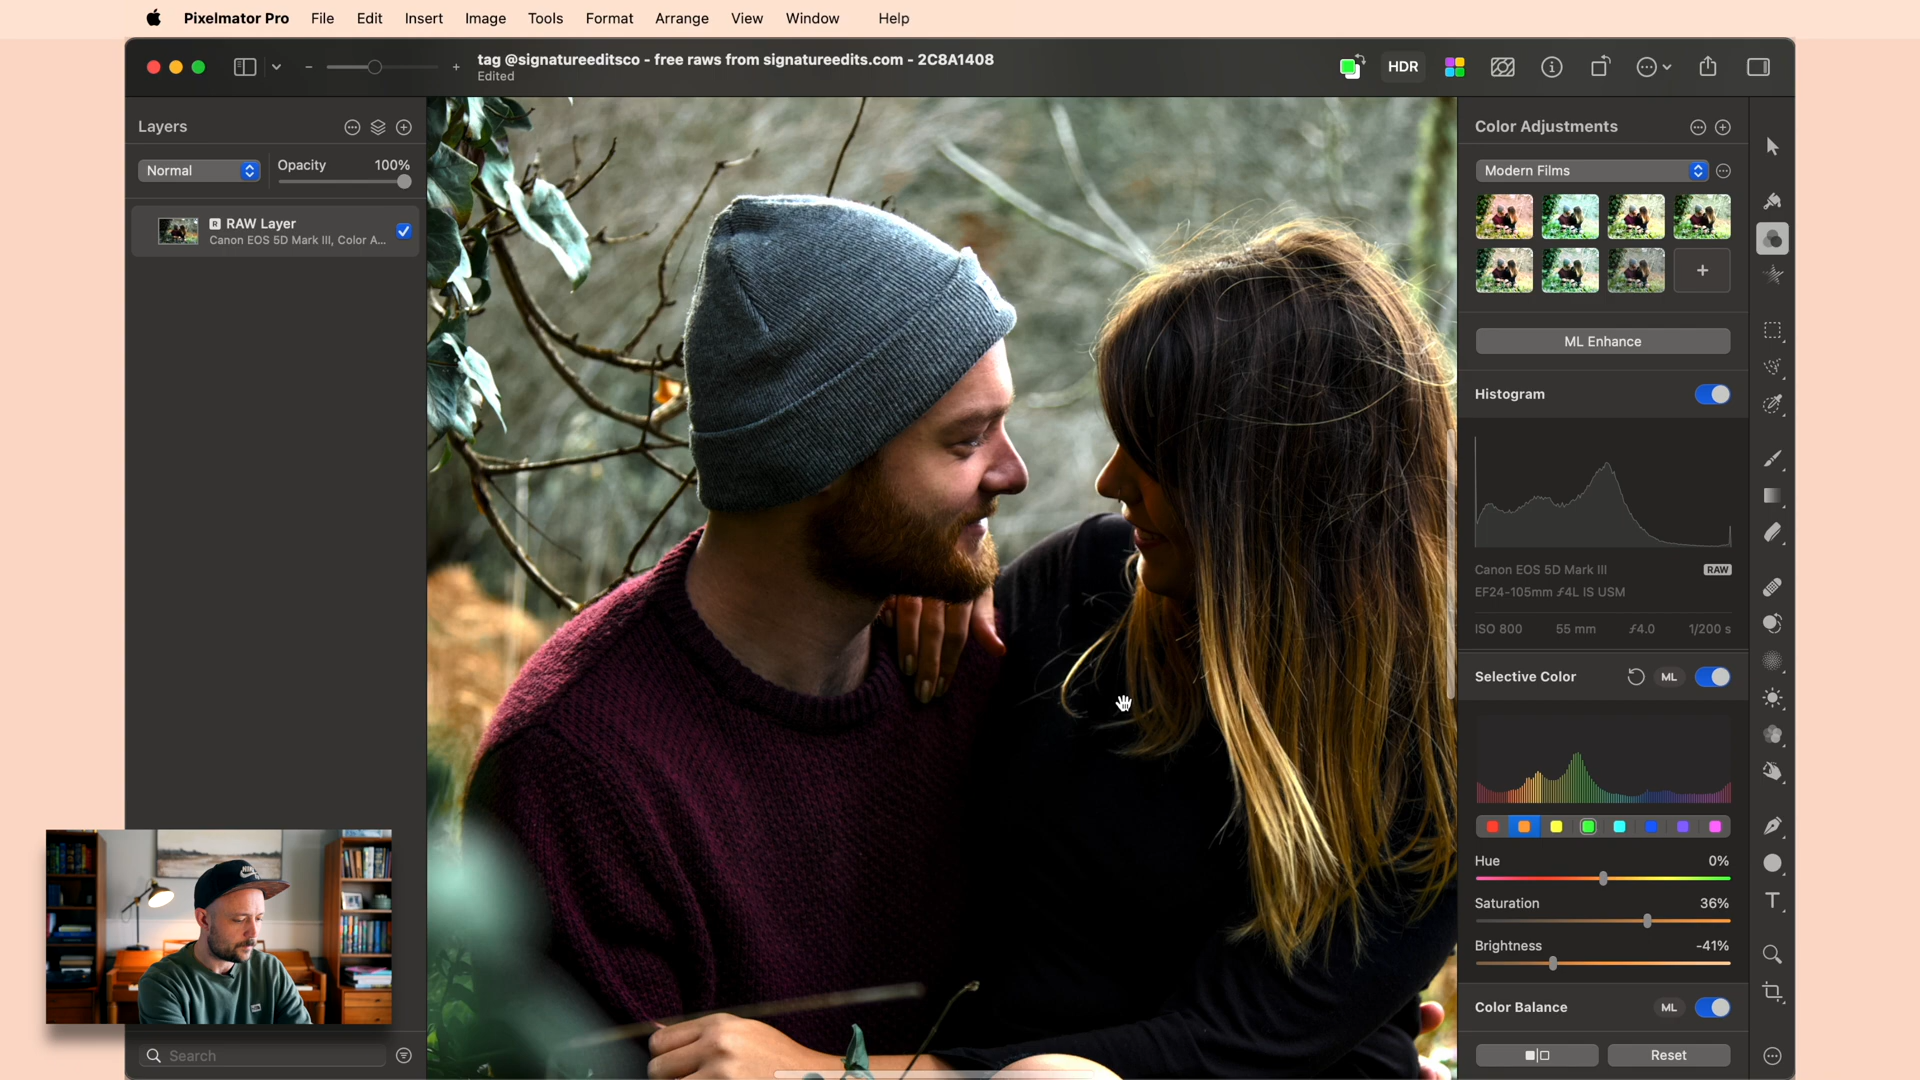 Pixelmator Pro File Edit Insert Image Tools Format Arrange View Window Help
tag @signatureeditsco - free raws from signatureedits.com - 2C8A1408
Edited
HDR
Layers
Normal
Opacity 100%
R RAW Layer
Canon EOS 5D Mark III, Color A...
Search
Color Adjustments
Modern Films
ML Enhance
Histogram
Canon EOS 5D Mark III RAW
EF24-105mm ƒ4L IS USM
ISO 800 55 mm ƒ4.0 1/200 s
Selective Color ML
Hue 0%
Saturation 36%
Brightness -41%
Color Balance ML
Reset